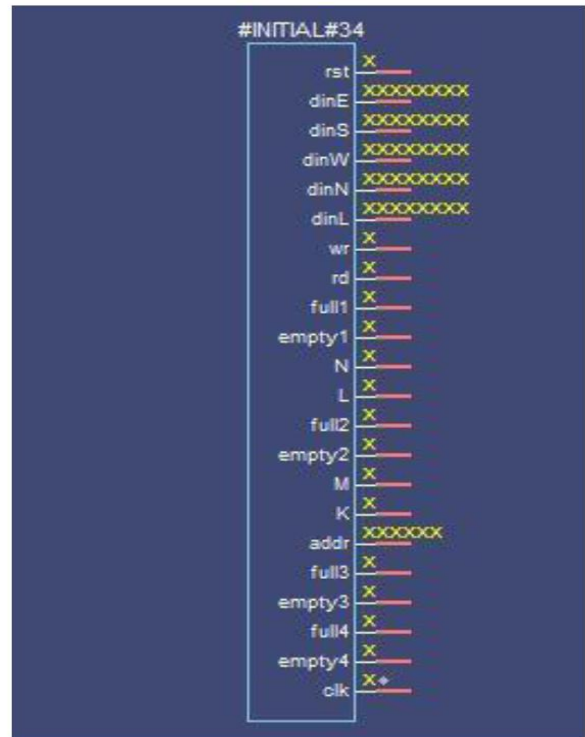 #INITIAL#34
rst X
dinE XXXXXXXX
dinS XXXXXXXX
dinW XXXXXXXX
dinN XXXXXXXX
dinL XXXXXXXX
wr X
rd X
full1 X
empty1 X
N X
L X
full2 X
empty2 X
M X
K X
addr XXXXXX
full3 X
empty3 X
full4 X
empty4 X
clk X